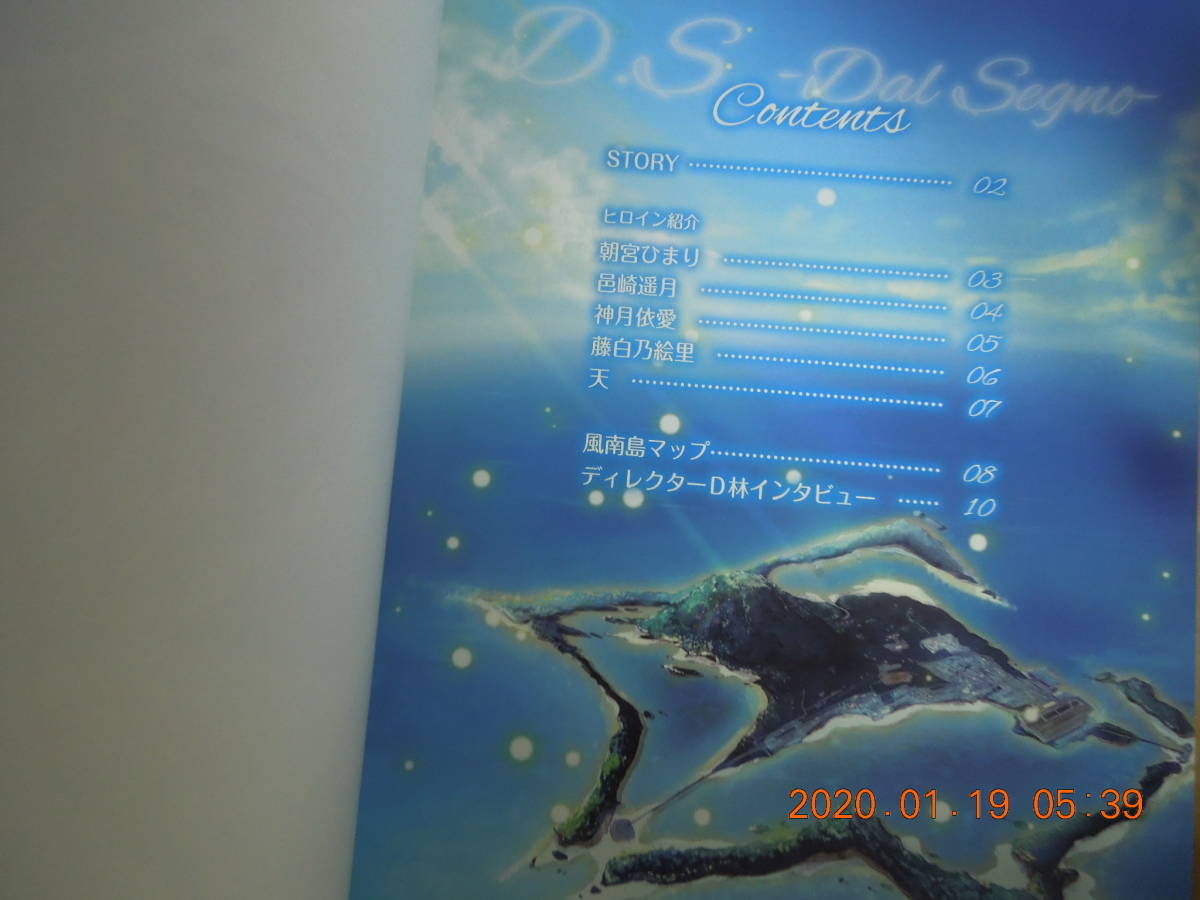 D.S. -Dal Segno
Contents
STORY ………………………………… 02
ヒロイン紹介
朝宮ひまり ………………………………… 03
邑崎遥月 ………………………………… 04
神月依愛 ………………………………… 05
藤白乃絵里 ………………………………… 06
天 ………………………………… 07
風南島マップ………………………………… 08
ディレクターD林インタビュー …… 10
2020.01.19 05:39